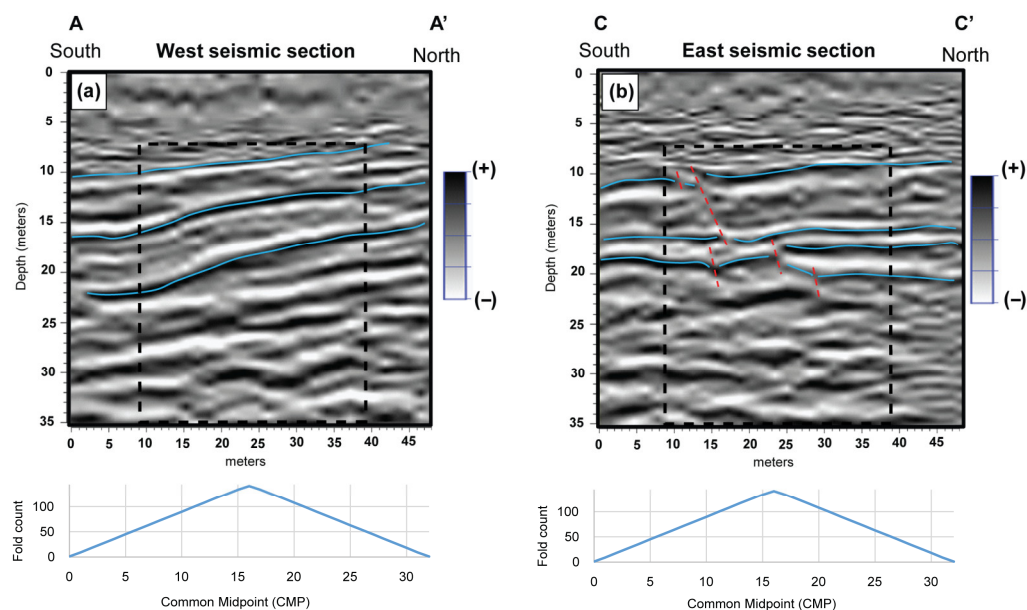 A A'
South West seismic section North
(a)
0
5
10
15
20
25
30
35
Depth (meters)
0 5 10 15 20 25 30 35 40 45
meters
(+)
(–)
Fold count
100
50
0
0 5 10 15 20 25 30
Common Midpoint (CMP)
C C'
South East seismic section North
(b)
0
5
10
15
20
25
30
35
Depth (meters)
0 5 10 15 20 25 30 35 40 45
meters
(+)
(–)
Fold count
100
50
0
0 5 10 15 20 25 30
Common Midpoint (CMP)